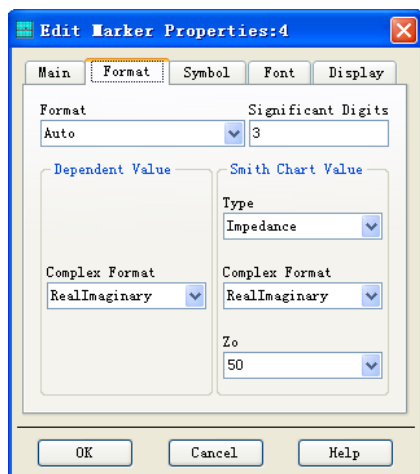 Edit Marker Properties:4
Main Format Symbol Font Display
Format Significant Digits
Auto 3
Dependent Value Smith Chart Value
Type
Impedance
Complex Format Complex Format
RealImaginary RealImaginary
Zo
50
OK Cancel Help